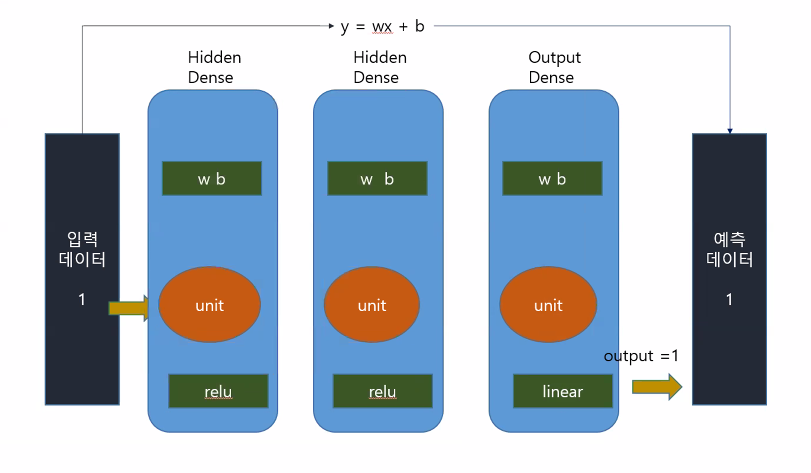 y = wx + b
Hidden
Dense
Hidden
Dense
Output
Dense
w b
w b
w b
입력
데이터
1
unit
unit
unit
예측
데이터
1
output =1
relu
relu
linear